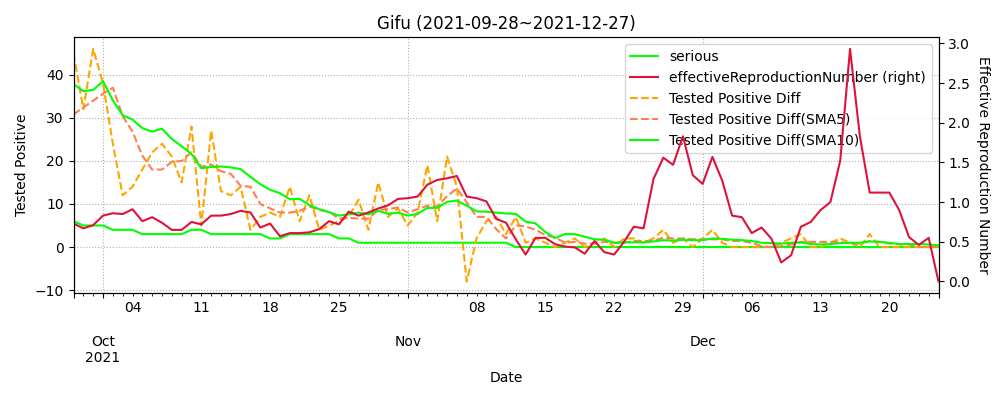 Gifu (2021-09-28~2021-12-27)
serious
effectiveReproductionNumber (right)
Tested Positive Diff
Tested Positive Diff(SMA5)
Tested Positive Diff(SMA10)
Tested Positive
40
30
20
10
0
−10
3.0
2.5
2.0
1.5
1.0
0.5
0.0
Effective Reproduction Number
04 11 18 25 08 15 22 29 06 13 20
Oct Nov Dec
2021
Date